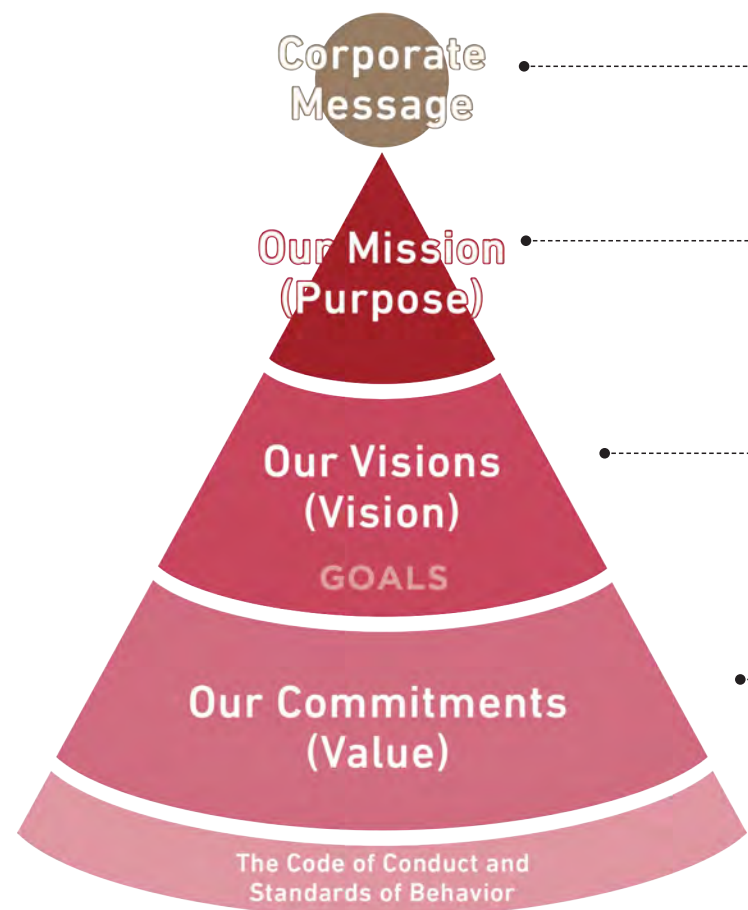 Corporate
Message
Our Mission
(Purpose)
Our Visions
(Vision)
GOALS
Our Commitments
(Value)
The Code of Conduct and
Standards of Behavior